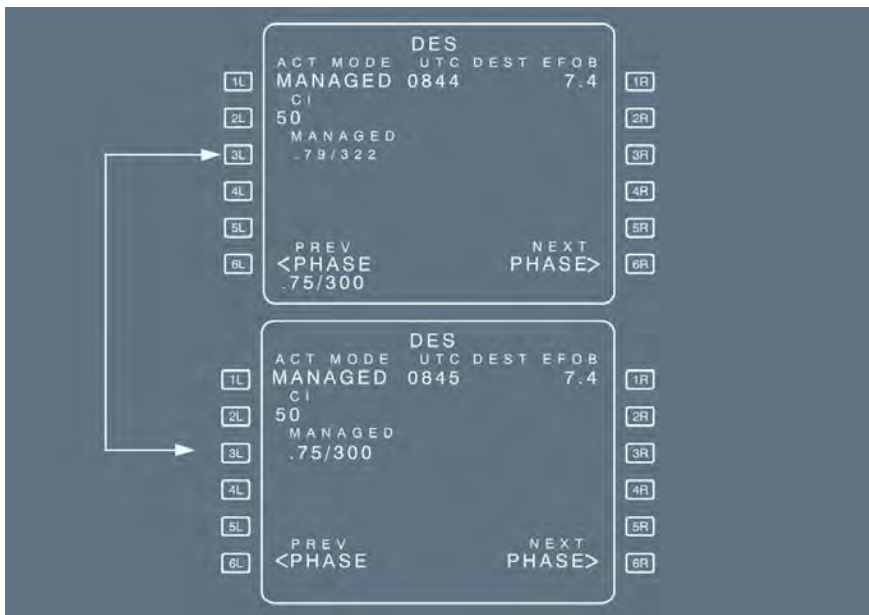 DES
ACT MODE UTC DEST EFOB
1L MANAGED 0844 7.4 1R
CI
2L 50 2R
MANAGED
3L .79/322 3R
4L 4R
5L 5R
PREV NEXT
6L <PHASE PHASE> 6R
.75/300
DES
ACT MODE UTC DEST EFOB
1L MANAGED 0845 7.4 1R
CI
2L 50 2R
MANAGED
3L .75/300 3R
4L 4R
5L 5R
PREV NEXT
6L <PHASE PHASE> 6R